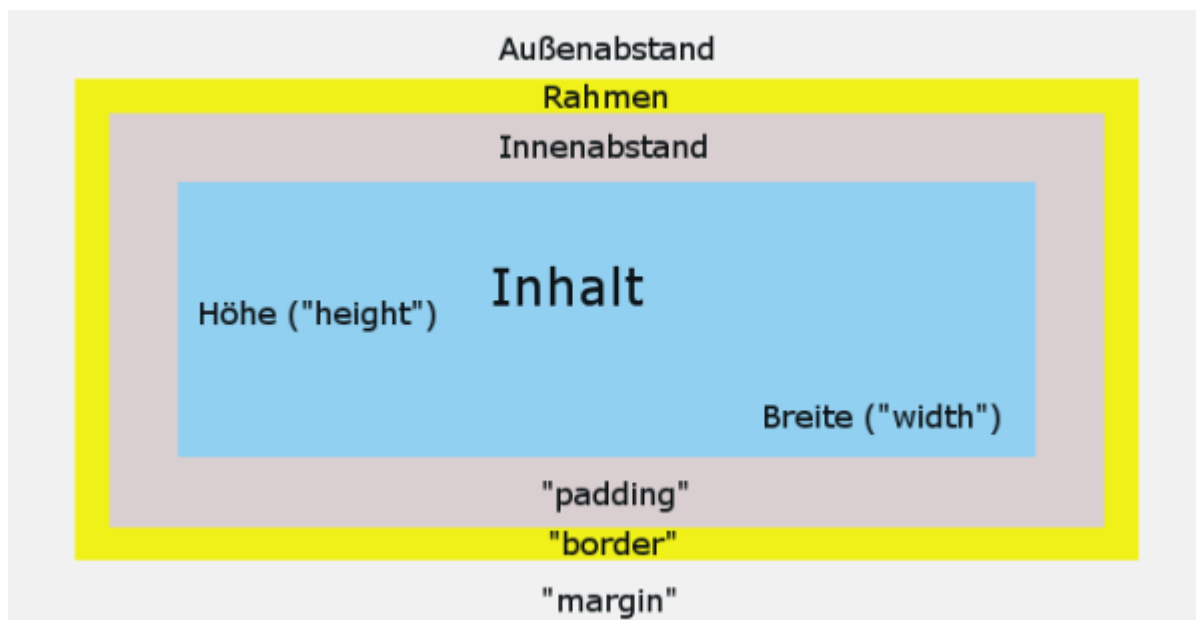 Außenabstand
Rahmen
Innenabstand
Inhalt
Höhe ("height")
Breite ("width")
"padding"
"border"
"margin"